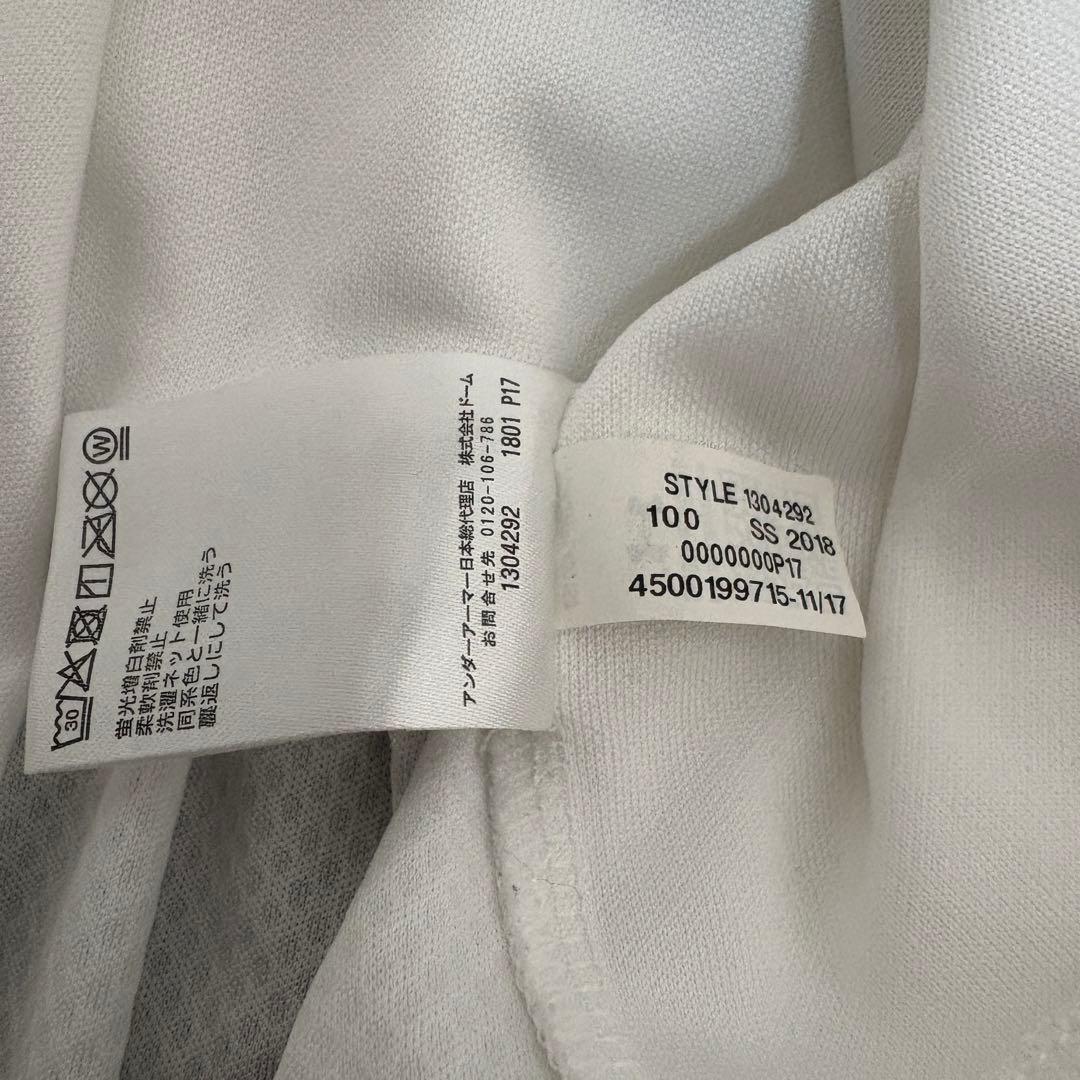 蛍光増白剤禁止
柔軟剤禁止
洗濯ネット使用
同系色と一緒に洗う
裏返しにして洗う
アンダーアーマー日本総代理店 株式会社ドーム
お問合せ先 0120-106-786
1304292 1801 P17
30
W
STYLE 1304292
100 SS 2018
0000000P17
4500199715-11/17